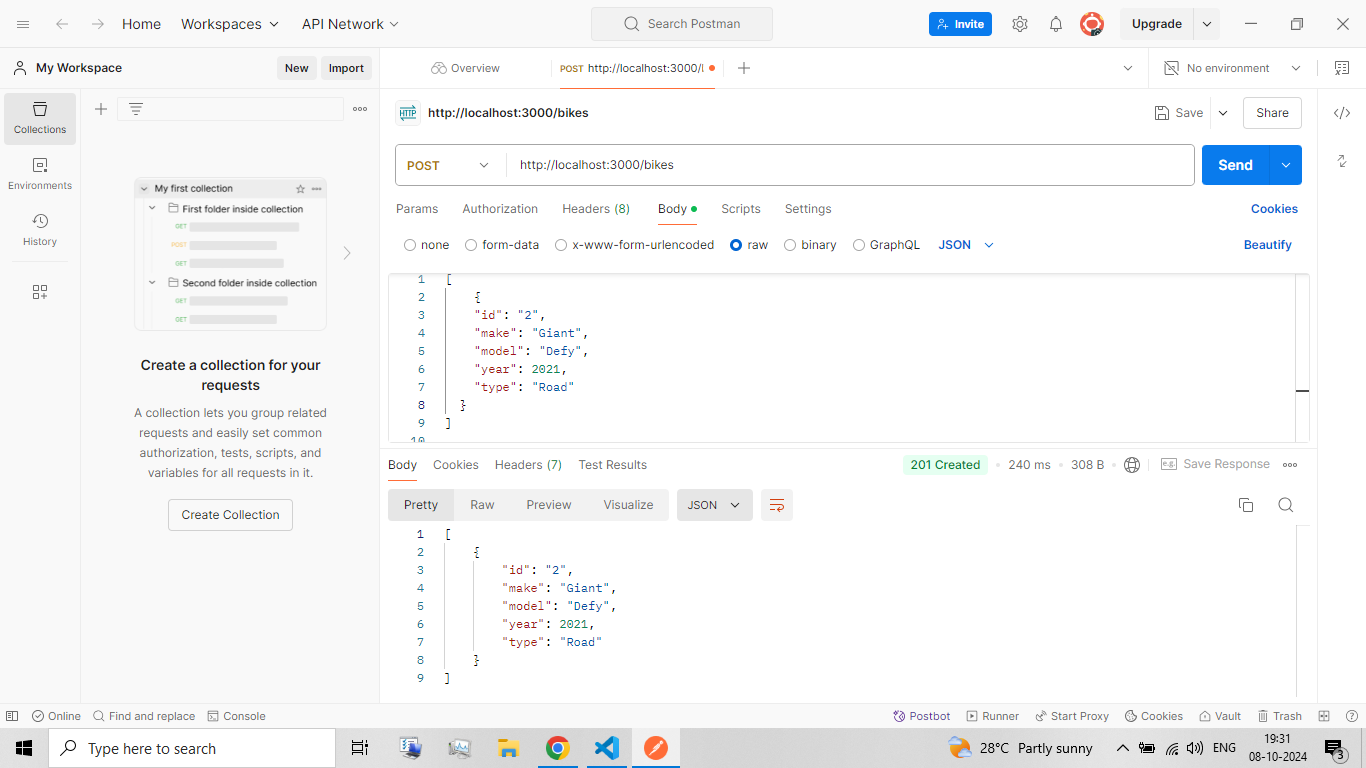 Home
Workspaces
API Network
Search Postman
Invite
Upgrade
My Workspace
New
Import
Overview
POST http://localhost:3000/
No environment
Collections
Environments
History
HTTP
http://localhost:3000/bikes
Save
Share
POST
http://localhost:3000/bikes
Send
Params
Authorization
Headers (8)
Body
Scripts
Settings
Cookies
none
form-data
x-www-form-urlencoded
raw
binary
GraphQL
JSON
Beautify
1 [
2 {
3 "id": "2",
4 "make": "Giant",
5 "model": "Defy",
6 "year": 2021,
7 "type": "Road"
8 }
9 ]
10
My first collection
First folder inside collection
GET
POST
GET
Second folder inside collection
GET
GET
Create a collection for your
requests
A collection lets you group related
requests and easily set common
authorization, tests, scripts, and
variables for all requests in it.
Create Collection
Body
Cookies
Headers (7)
Test Results
201 Created
240 ms
308 B
e.g.
Save Response
Pretty
Raw
Preview
Visualize
JSON
1 [
2 {
3 "id": "2",
4 "make": "Giant",
5 "model": "Defy",
6 "year": 2021,
7 "type": "Road"
8 }
9 ]
Online
Find and replace
Console
Postbot
Runner
Start Proxy
Cookies
Vault
Trash
Type here to search
28°C Partly sunny
ENG
19:31
08-10-2024
3